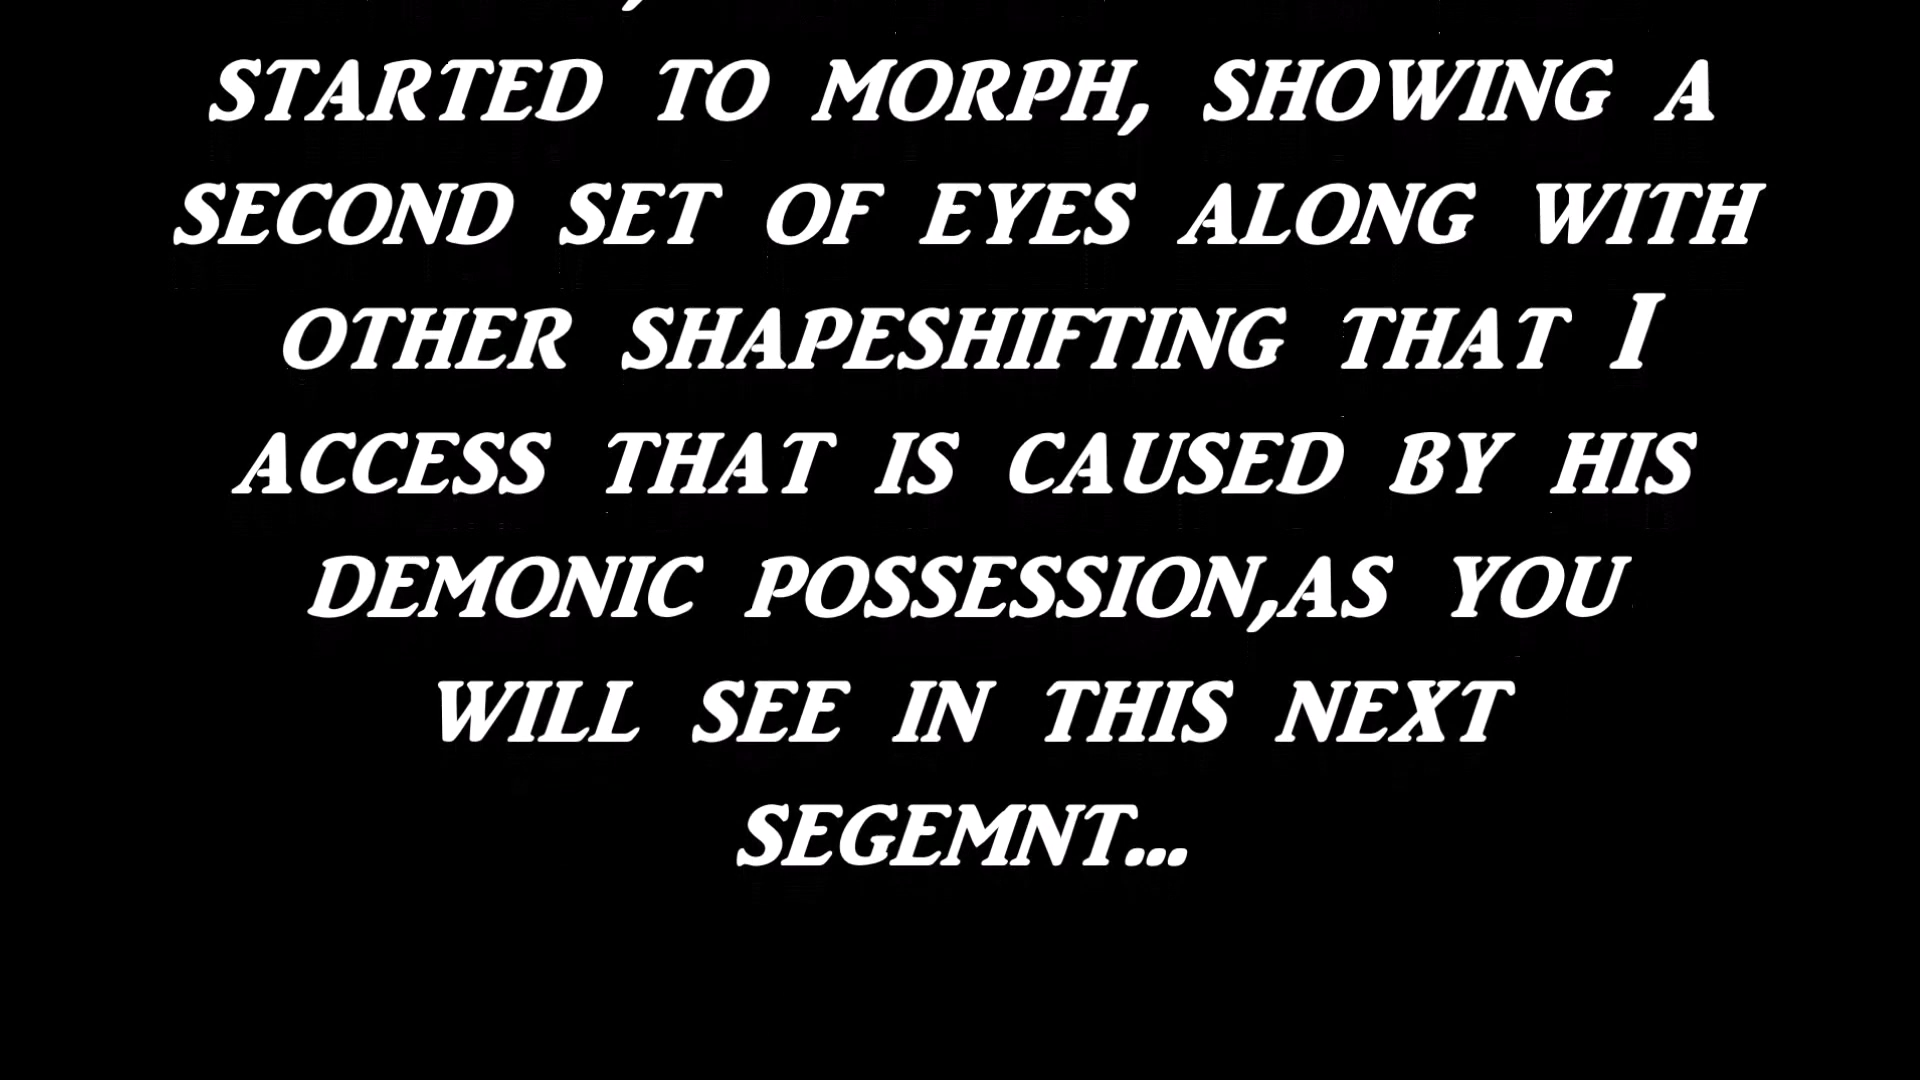 STARTED TO MORPH, SHOWING A
SECOND SET OF EYES ALONG WITH
OTHER SHAPESHIFTING THAT I
ACCESS THAT IS CAUSED BY HIS
DEMONIC POSSESSION,AS YOU
WILL SEE IN THIS NEXT
SEGEMNT...